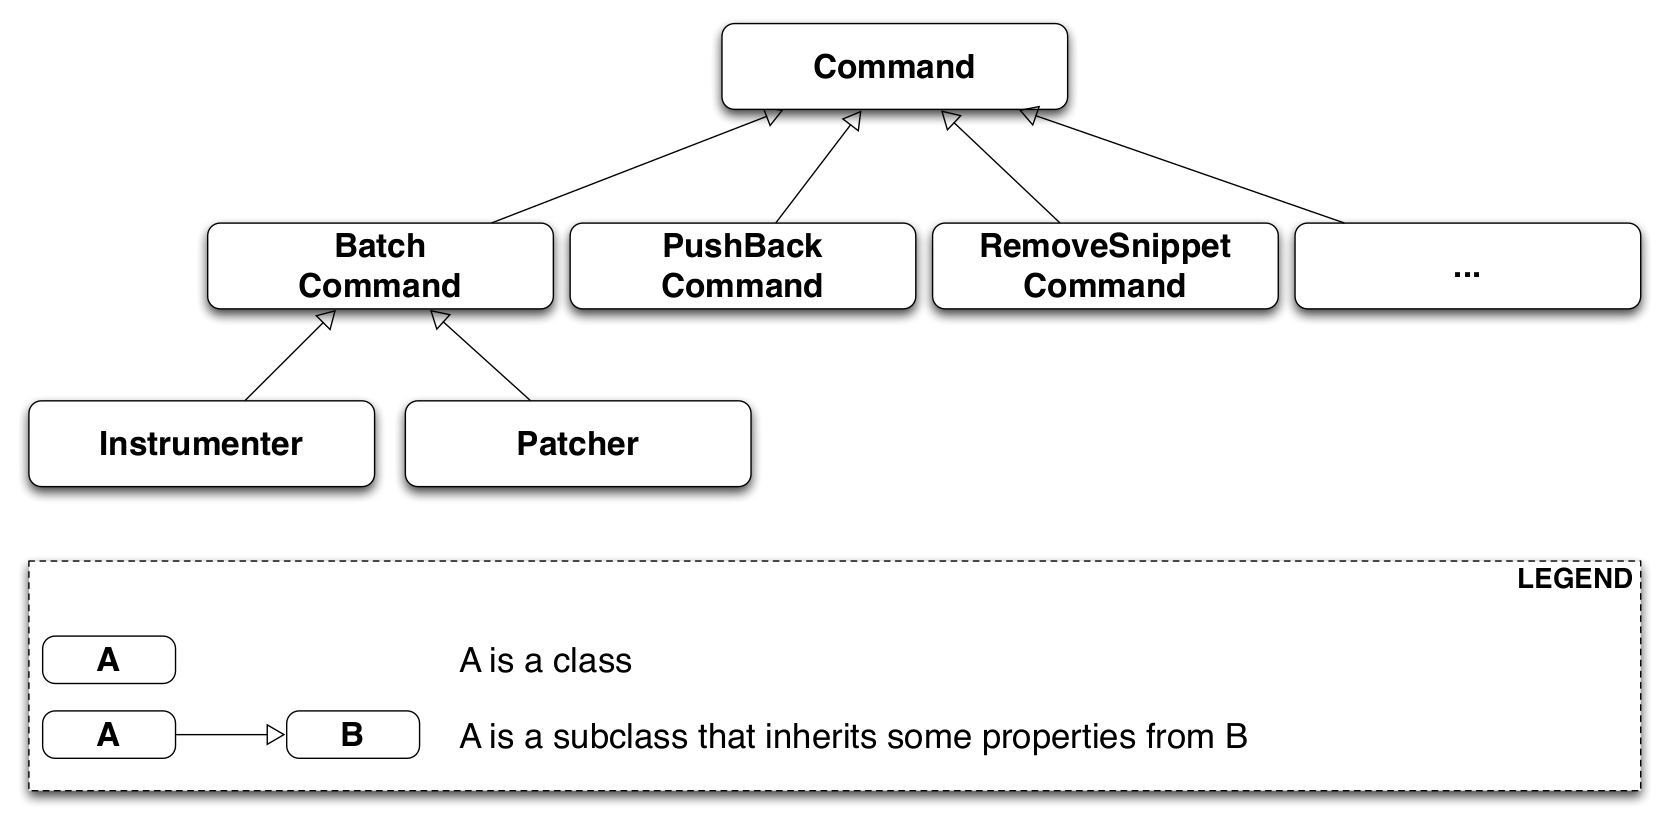 Command
Batch
Command
PushBack
Command
RemoveSnippet
Command
...
Instrumenter
Patcher
LEGEND
A
A is a class
A
B
A is a subclass that inherits some properties from B